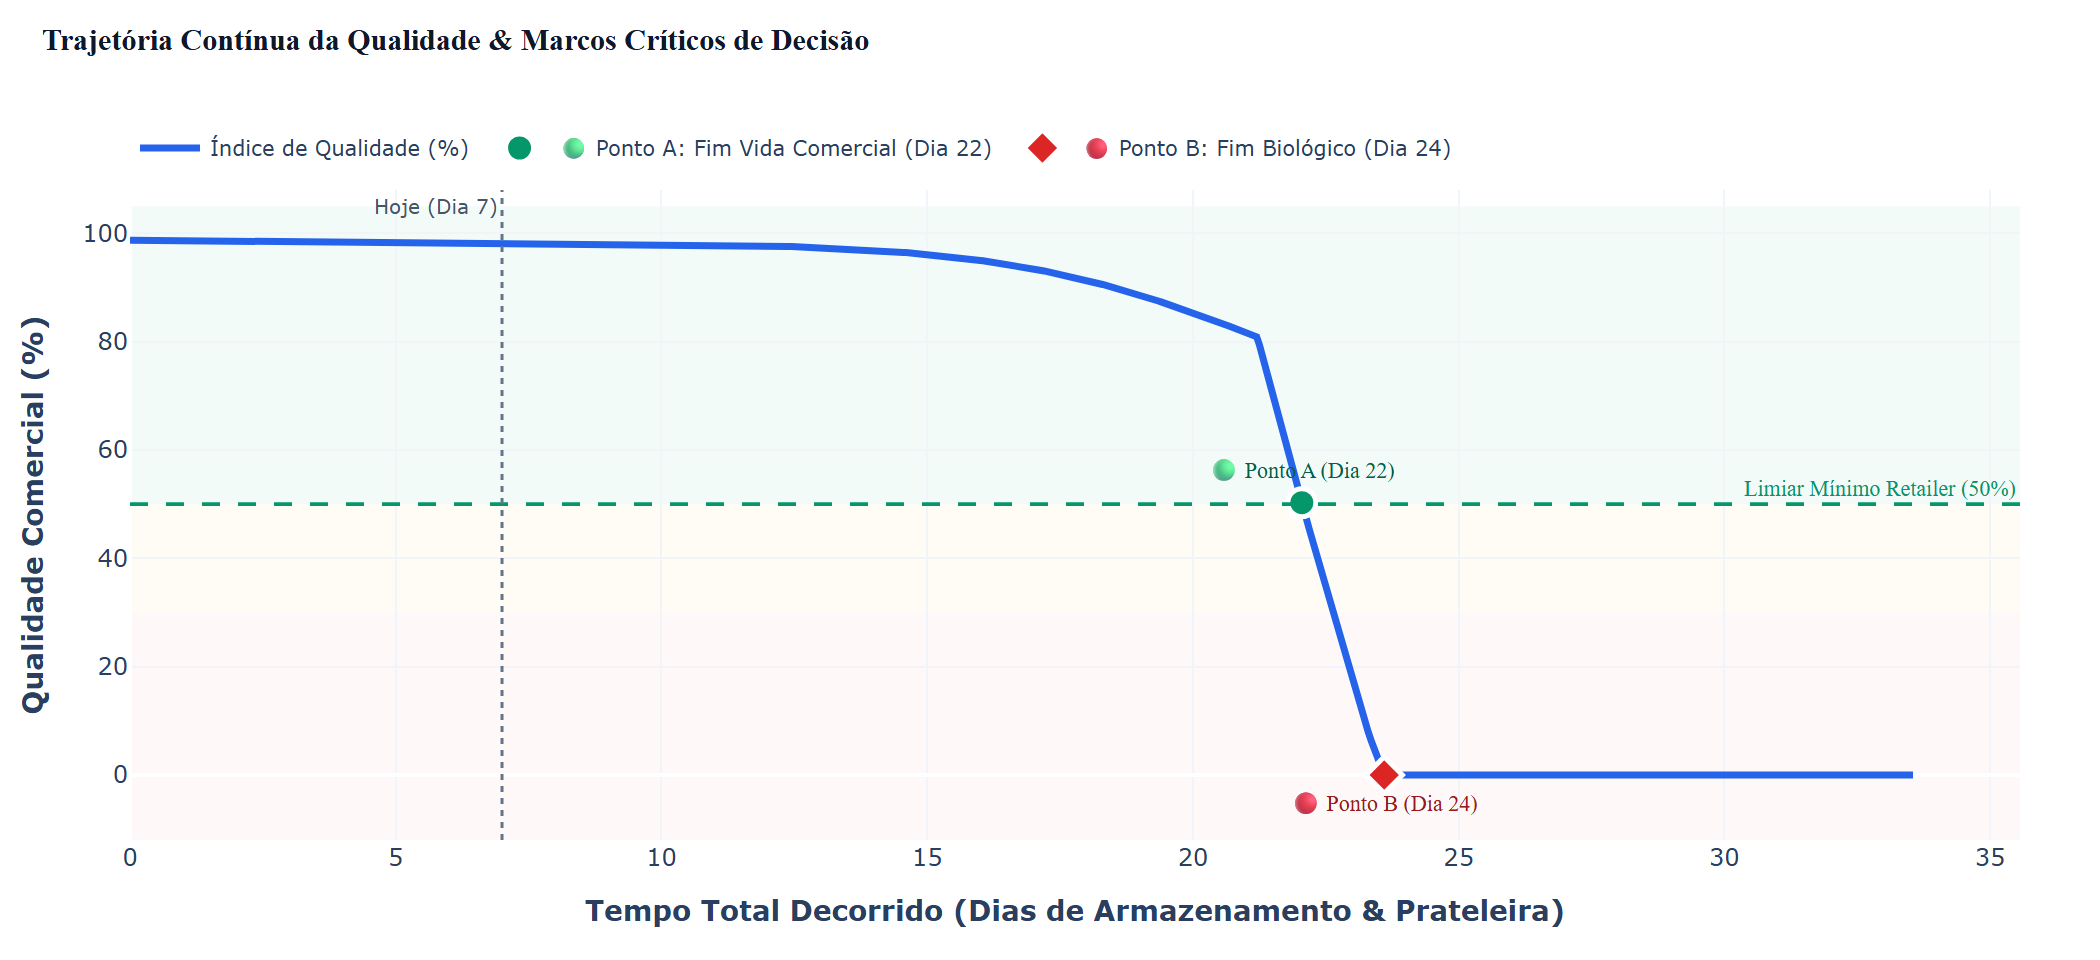 Trajetória Contínua da Qualidade & Marcos Críticos de Decisão
Índice de Qualidade (%)
Ponto A: Fim Vida Comercial (Dia 22)
Ponto B: Fim Biológico (Dia 24)
Hoje (Dia 7)
100
80
60
40
20
0
Qualidade Comercial (%)
Ponto A (Dia 22)
Limiar Mínimo Retailer (50%)
Ponto B (Dia 24)
0
5
10
15
20
25
30
35
Tempo Total Decorrido (Dias de Armazenamento & Prateleira)